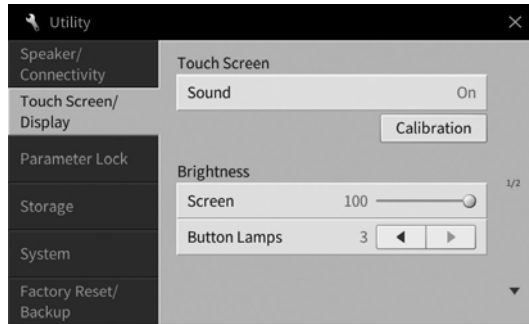 Utility
Speaker/
Connectivity
Touch Screen/
Display
Parameter Lock
Storage
System
Factory Reset/
Backup
Touch Screen
Sound On
Calibration
Brightness
Screen 100
Button Lamps 3
1/2